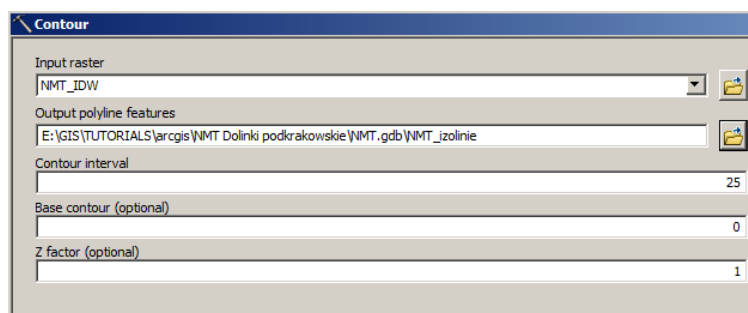 Contour
Input raster
NMT_IDW
Output polyline features
E:\GIS\TUTORIALS\arcgis\NMT Dolinki podkrakowskie\NMT.gdb\NMT_izolinie
Contour interval
25
Base contour (optional)
0
Z factor (optional)
1